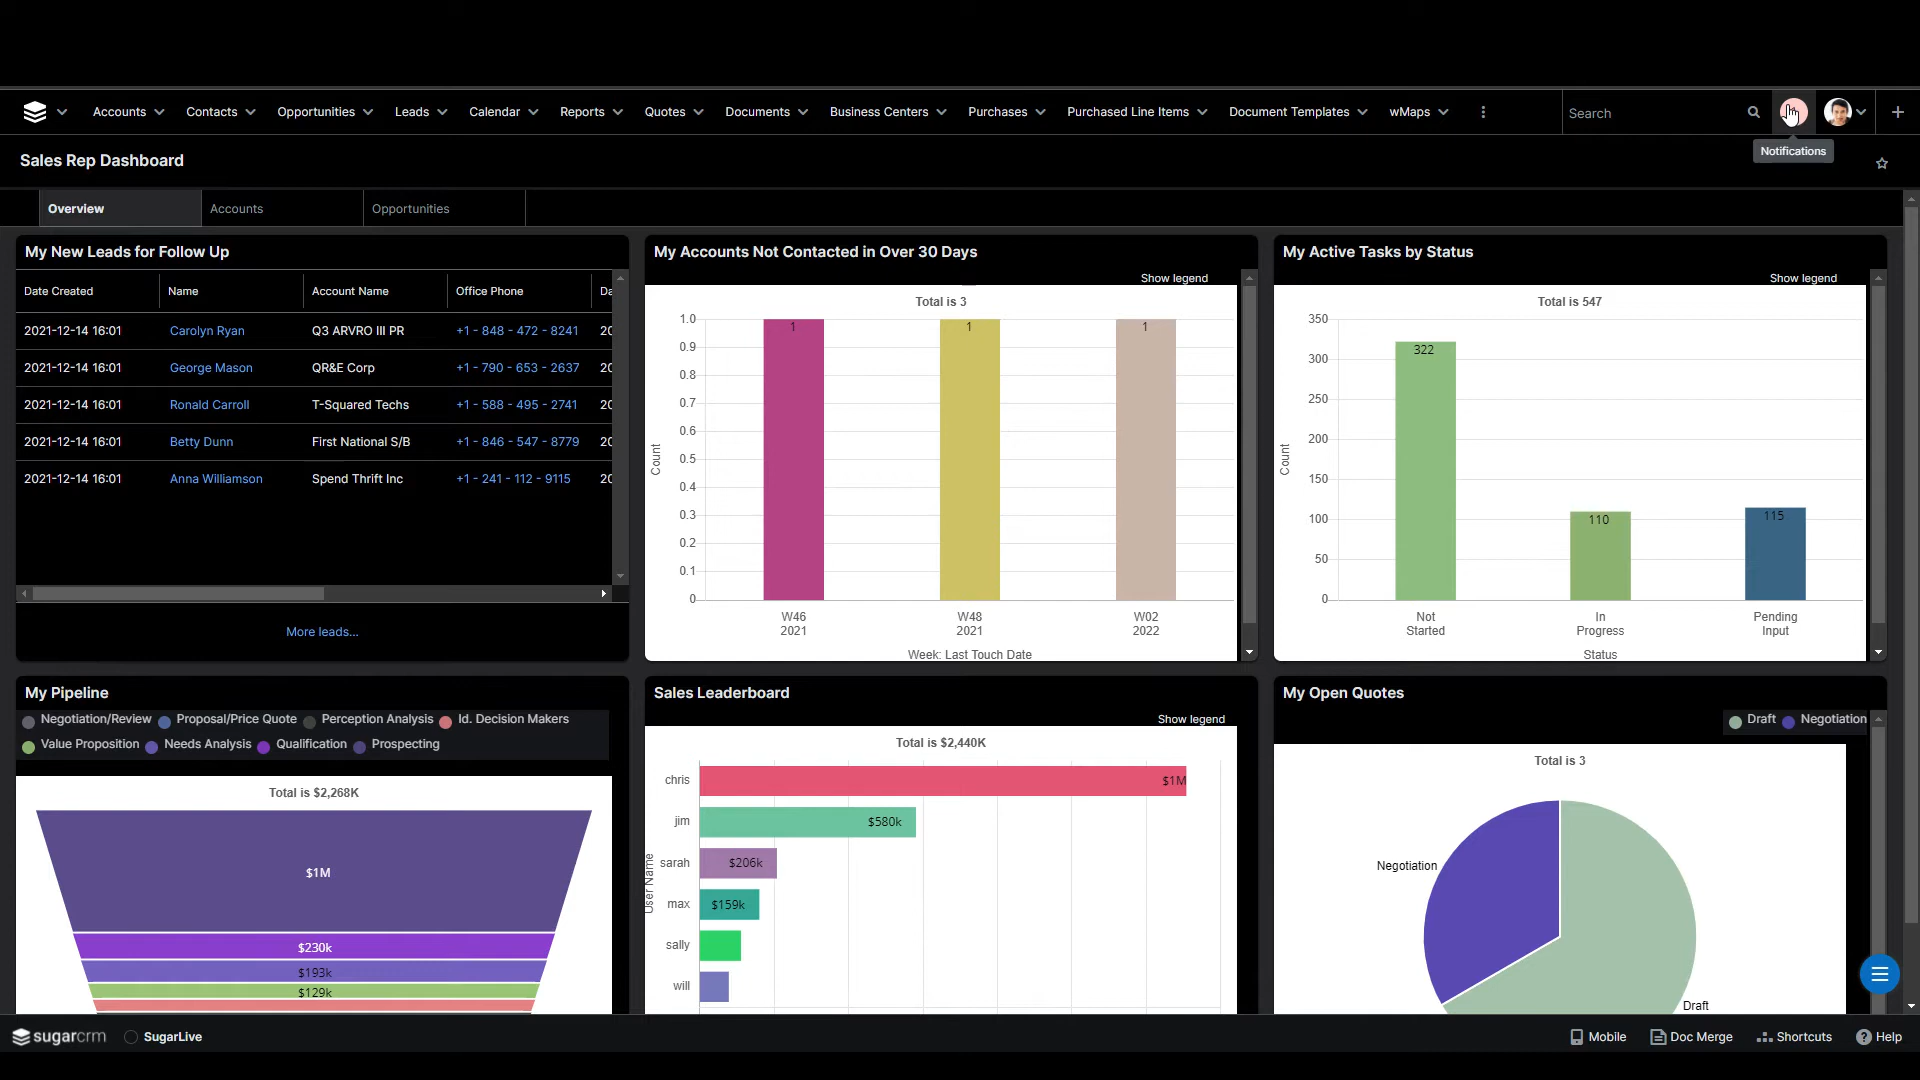 Accounts Contacts Opportunities Leads Calendar Reports Quotes Documents Business Centers Purchases Purchased Line Items Document Templates wMaps Search
Notifications
Sales Rep Dashboard
Overview Accounts Opportunities
My New Leads for Follow Up
Date Created Name Account Name Office Phone Da
2021-12-14 16:01 Carolyn Ryan Q3 ARVRO III PR +1 - 848 - 472 - 8241 20
2021-12-14 16:01 George Mason QR&E Corp +1 - 790 - 653 - 2637 20
2021-12-14 16:01 Ronald Carroll T-Squared Techs +1 - 588 - 495 - 2741 20
2021-12-14 16:01 Betty Dunn First National S/B +1 - 846 - 547 - 8779 20
2021-12-14 16:01 Anna Williamson Spend Thrift Inc +1 - 241 - 112 - 9115 20
More leads...
My Accounts Not Contacted in Over 30 Days
Show legend
Total is 3
1.0
0.9
0.8
0.7
0.6
0.5
0.4
0.3
0.2
0.1
0
Count
1 1 1
W46 2021
W48 2021
W02 2022
Week: Last Touch Date
My Active Tasks by Status
Show legend
Total is 547
350
300
250
200
150
100
50
0
Count
322
110
115
Not Started
In Progress
Pending Input
Status
My Pipeline
Negotiation/Review Proposal/Price Quote Perception Analysis Id. Decision Makers
Value Proposition Needs Analysis Qualification Prospecting
Total is $2,268K
$1M
$230k
$193k
$129k
Sales Leaderboard
Show legend
Total is $2,440K
User Name
chris $1M
jim $580k
sarah $206k
max $159k
sally
will
My Open Quotes
Draft Negotiation
Total is 3
Negotiation
Draft
sugarcrm SugarLive Mobile Doc Merge Shortcuts Help